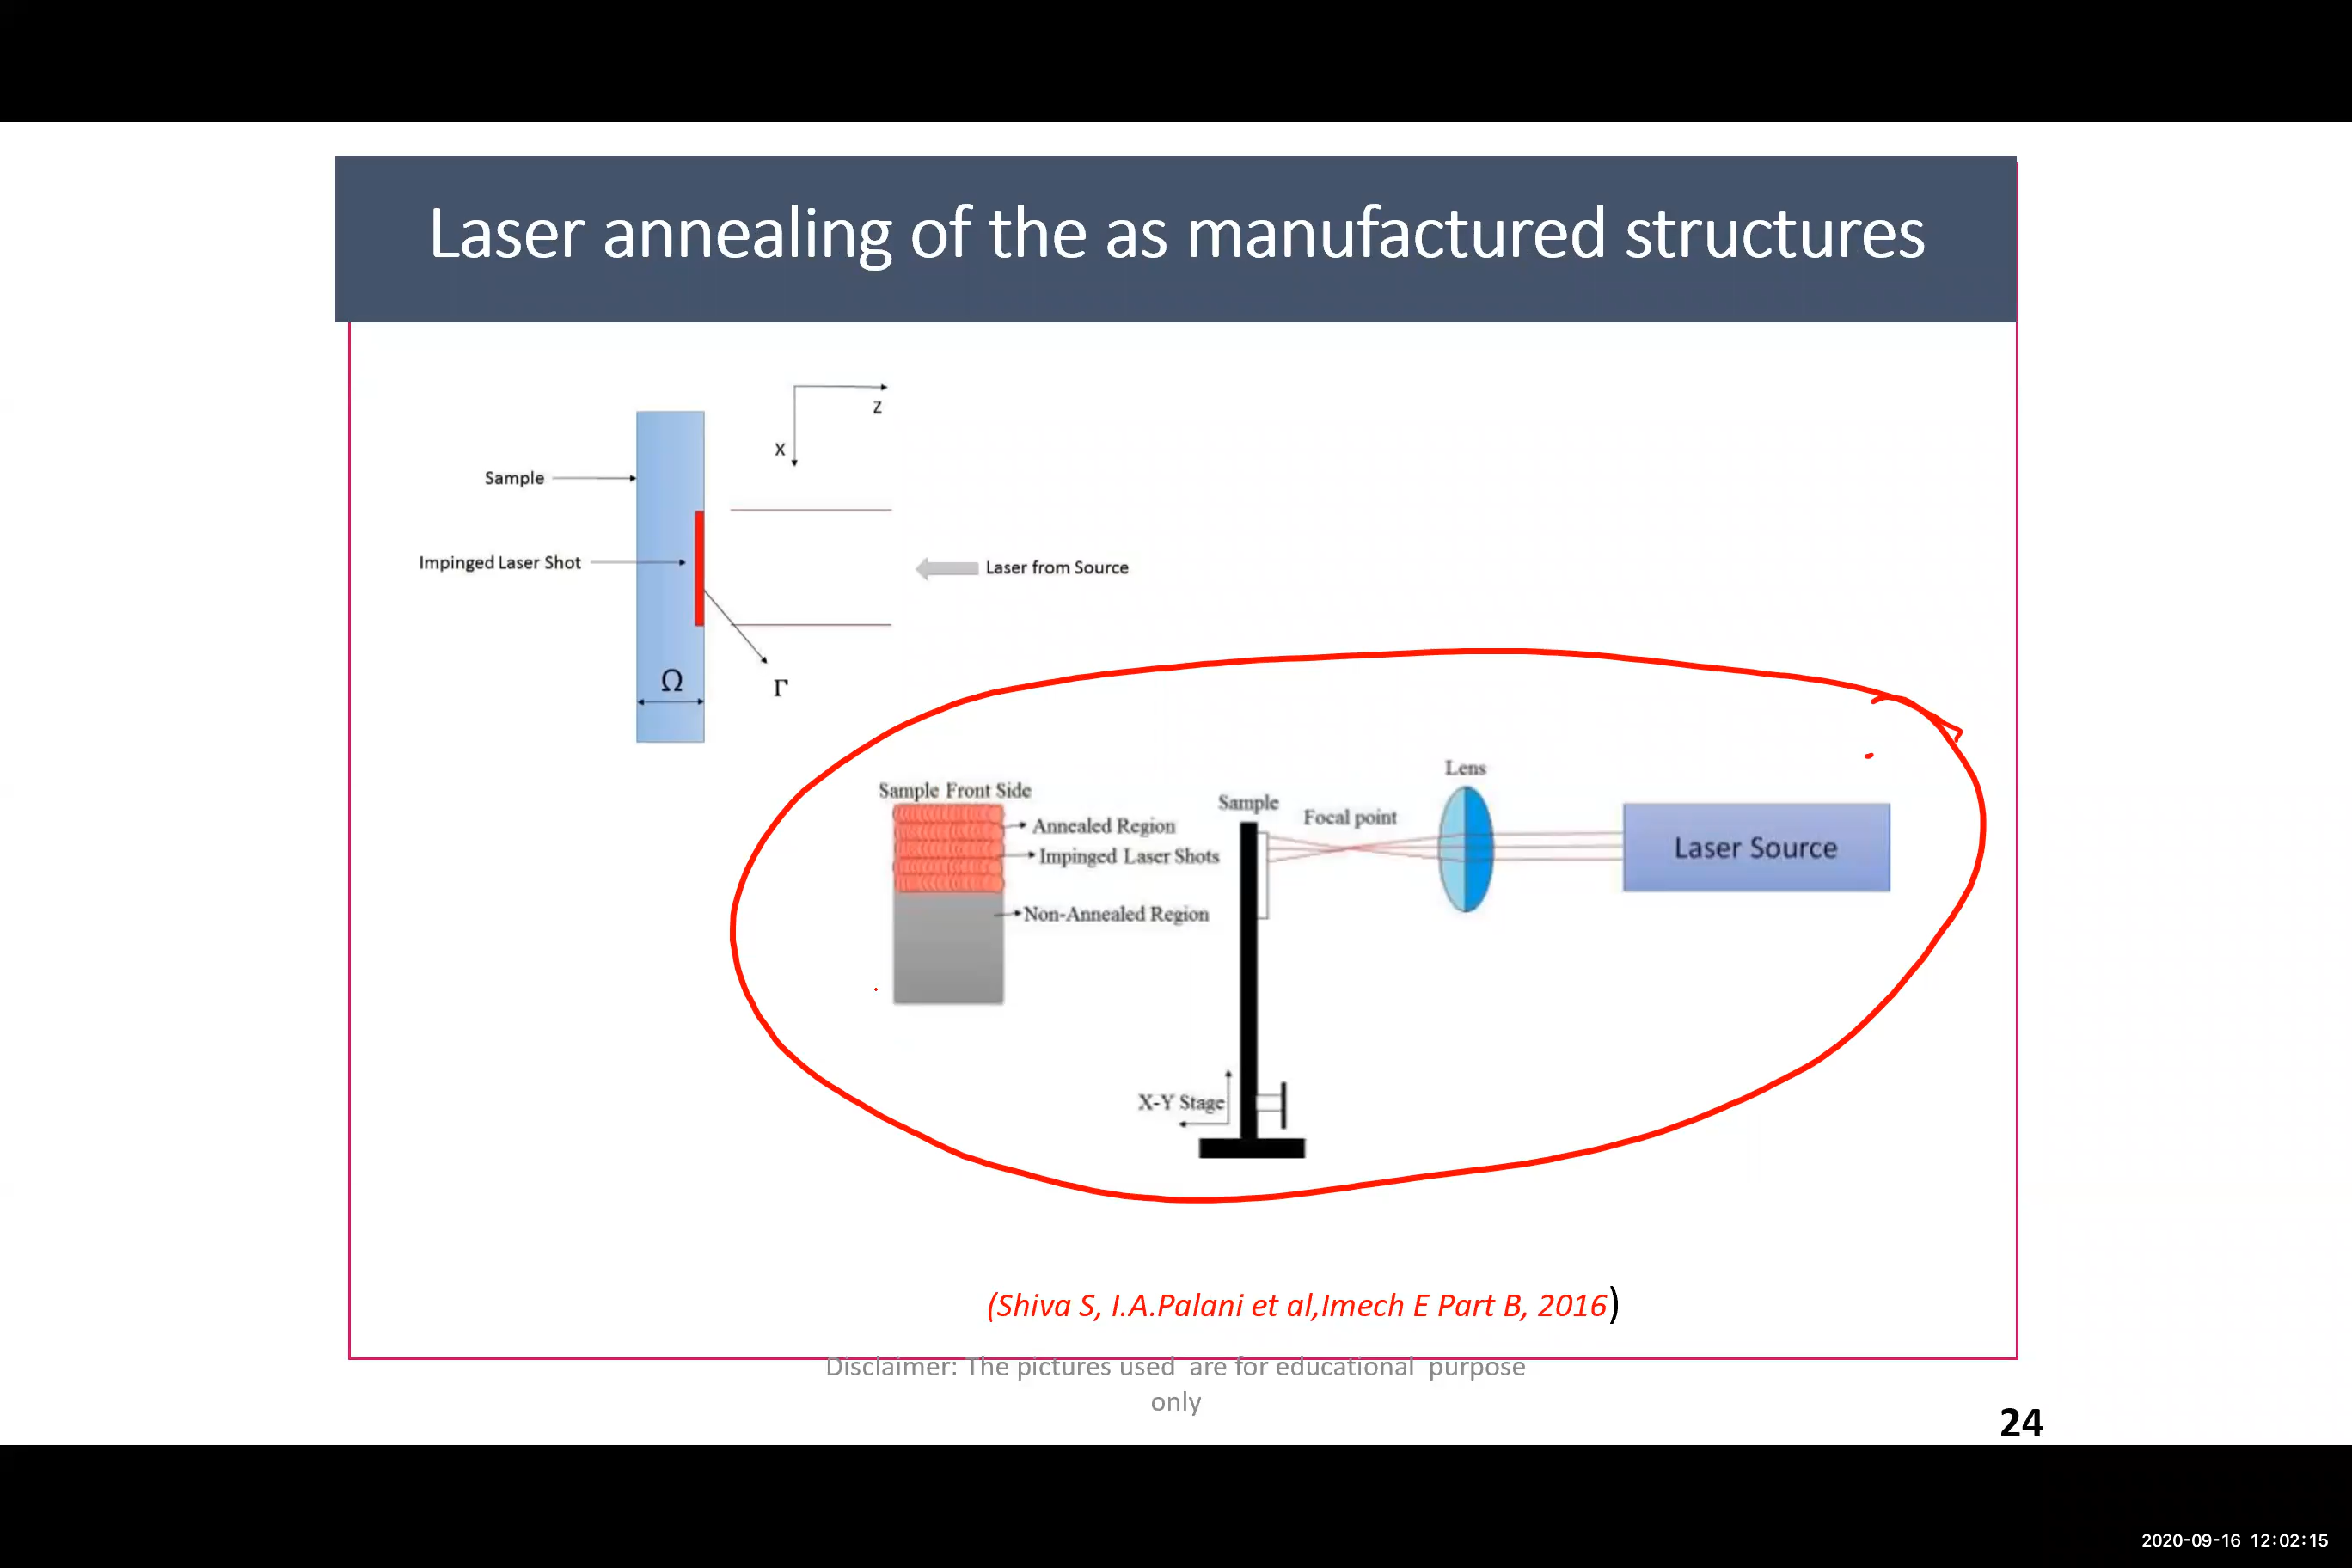 Laser annealing of the as manufactured structures
Z
X
Sample
Impinged Laser Shot
Laser from Source
Ω
Γ
Lens
Sample Front Side
Sample
Focal point
Annealed Region
Impinged Laser Shots
Laser Source
Non-Annealed Region
X-Y Stage
(Shiva S, I.A.Palani et al,Imech E Part B, 2016)
Disclaimer: The pictures used are for educational purpose
only
24
2020-09-16 12:02:15